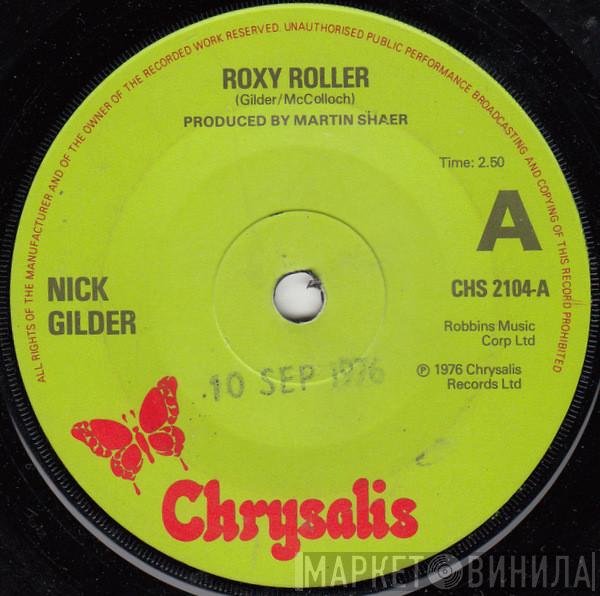 ALL RIGHTS OF THE MANUFACTURER AND OF THE OWNER OF THE RECORDED WORK RESERVED. UNAUTHORISED PUBLIC PERFORMANCE BROADCASTING AND COPYING OF THIS RECORD PROHIBITED
ROXY ROLLER
(Gilder/McColloch)
PRODUCED BY MARTIN SHAER
Time: 2.50
A
NICK
GILDER
CHS 2104-A
Robbins Music
Corp Ltd
℗ 1976 Chrysalis
Records Ltd
10 SEP 1976
Chrysalis
МАРКЕТ ВИНИЛА